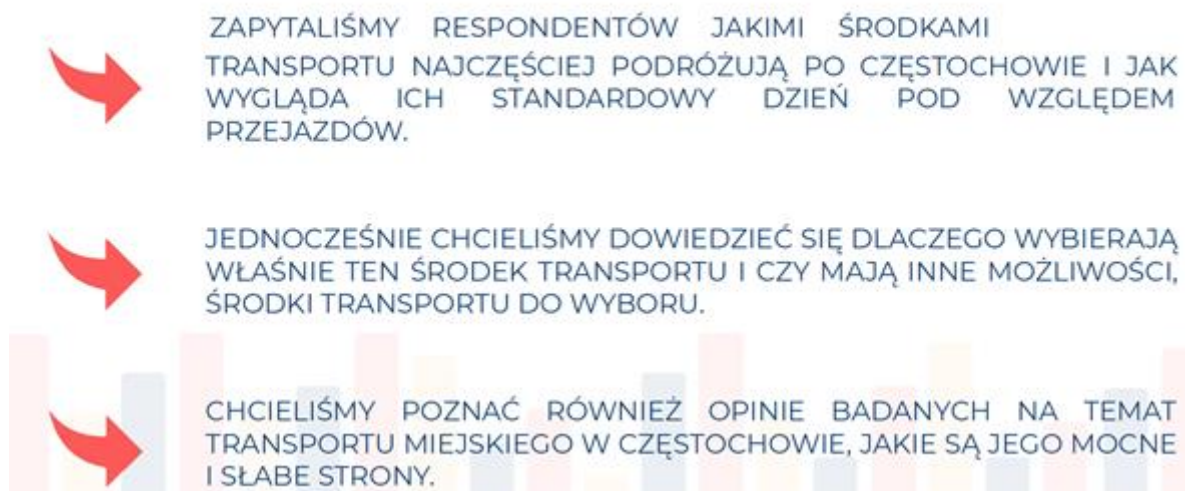 ZAPYTALIŚMY RESPONDENTÓW JAKIMI ŚRODKAMI
TRANSPORTU NAJCZĘŚCIEJ PODRÓŻUJĄ PO CZĘSTOCHOWIE I JAK
WYGLĄDA ICH STANDARDOWY DZIEŃ POD WZGLĘDEM
PRZEJAZDÓW.
JEDNOCZEŚNIE CHCIELIŚMY DOWIEDZIEĆ SIĘ DLACZEGO WYBIERAJĄ
WŁAŚNIE TEN ŚRODEK TRANSPORTU I CZY MAJĄ INNE MOŻLIWOŚCI,
ŚRODKI TRANSPORTU DO WYBORU.
CHCIELIŚMY POZNAĆ RÓWNIEŻ OPINIE BADANYCH NA TEMAT
TRANSPORTU MIEJSKIEGO W CZĘSTOCHOWIE, JAKIE SĄ JEGO MOCNE
I SŁABE STRONY.